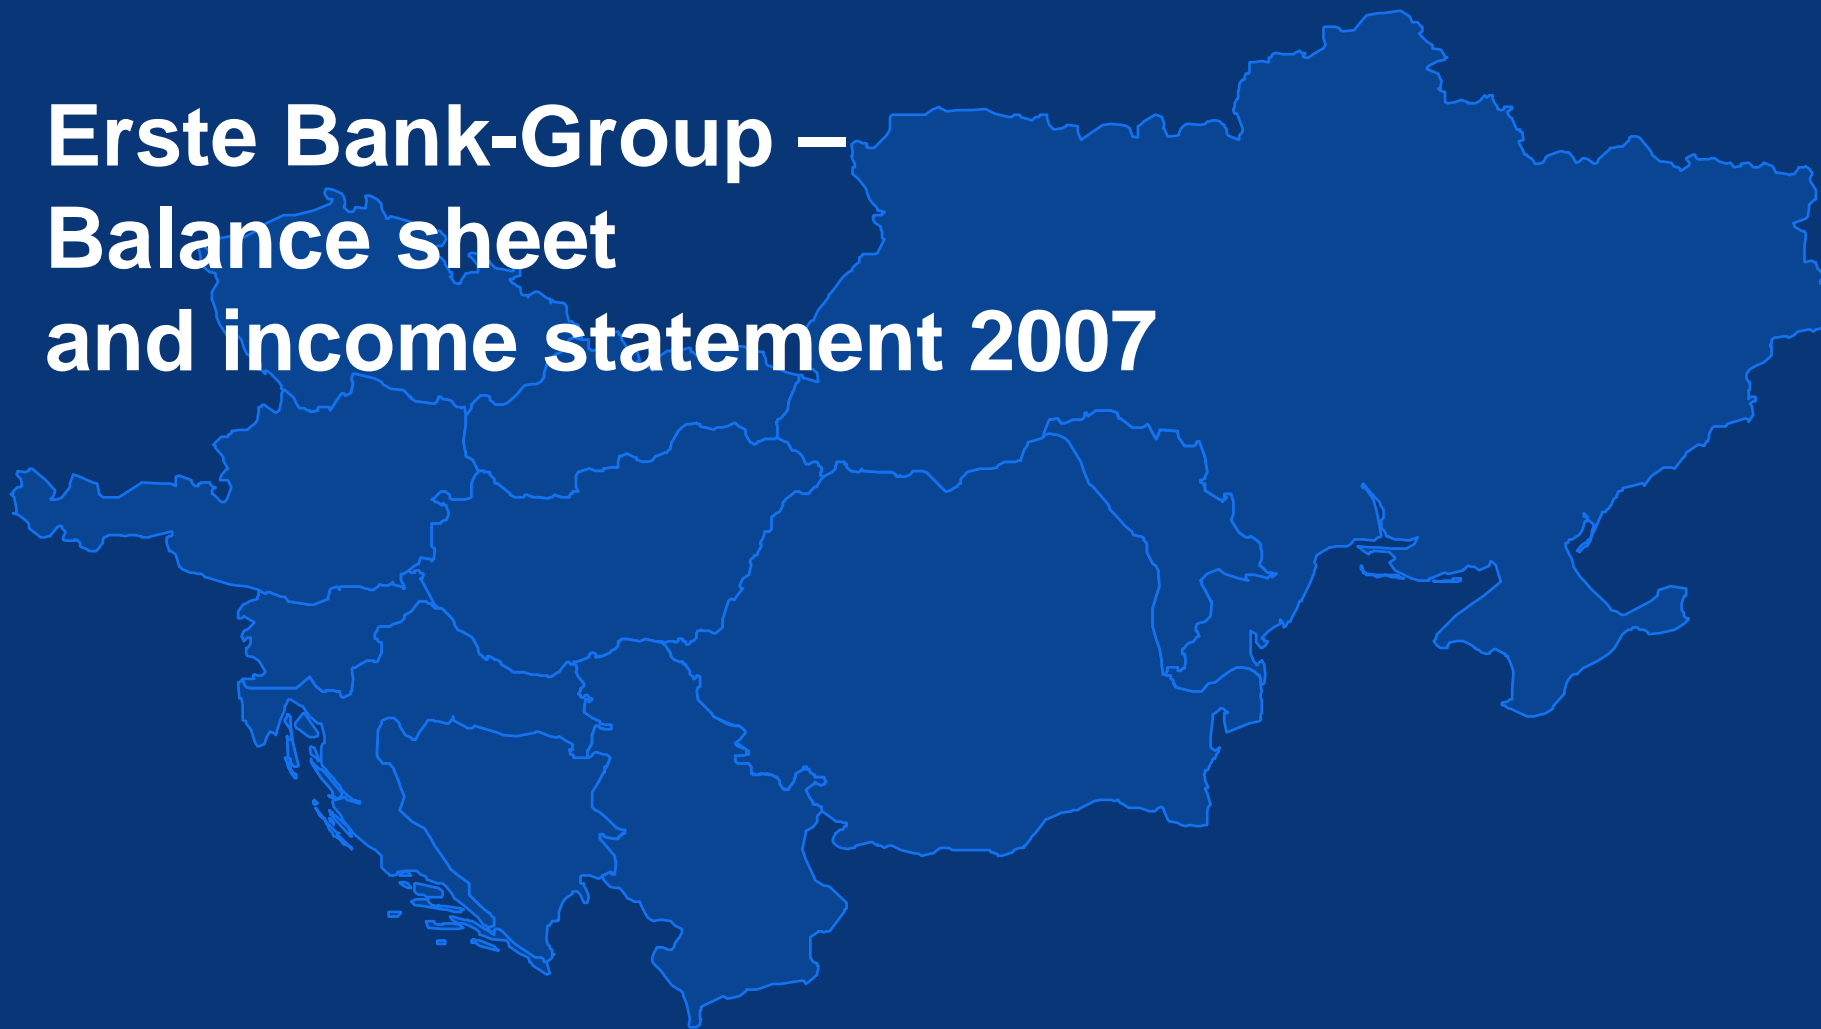 Erste Bank-Group –
Balance sheet
and income statement 2007